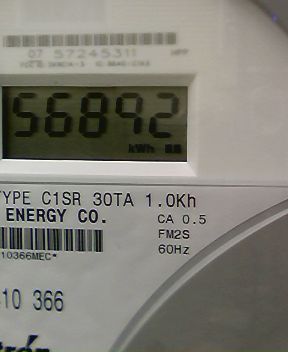 07 57245311
56892
kWh
TYPE C1SR 30TA 1.0Kh
ENERGY CO.
CA 0.5
FM2S
60Hz
10366MEC*
10 366